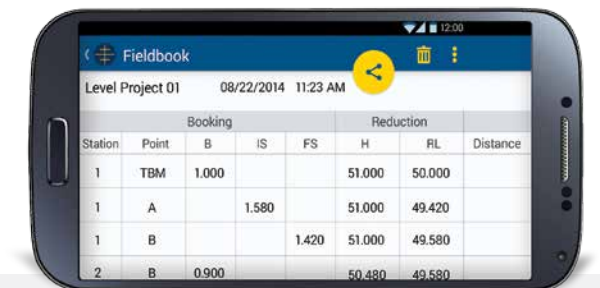 12:00
Fieldbook
Level Project 01 08/22/2014 11:23 AM
Booking Reduction
Station Point B IS FS H RL Distance
1 TBM 1.000 51.000 50.000
1 A 1.580 51.000 49.420
1 B 1.420 51.000 49.580
2 B 0.900 50.480 49.580